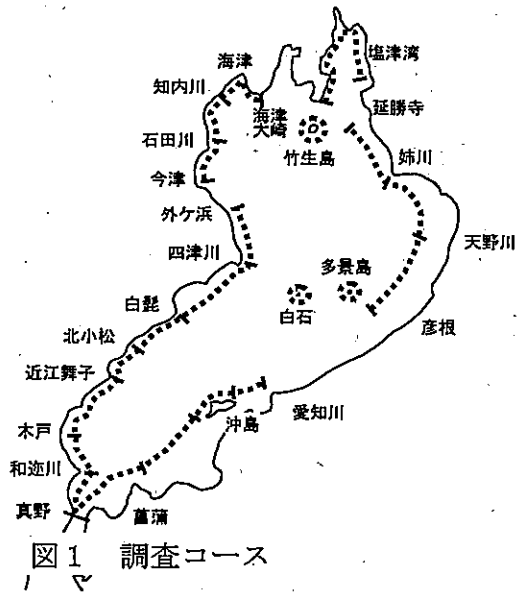 海津
塩津湾
知内川
海津
大崎
延勝寺
石田川
竹生島
姉川
今津
外ケ浜
四津川
天野川
多景島
白髭
白石
彦根
北小松
近江舞子
愛知川
沖島
木戸
和迩川
真野
菖蒲
図1 調査コース